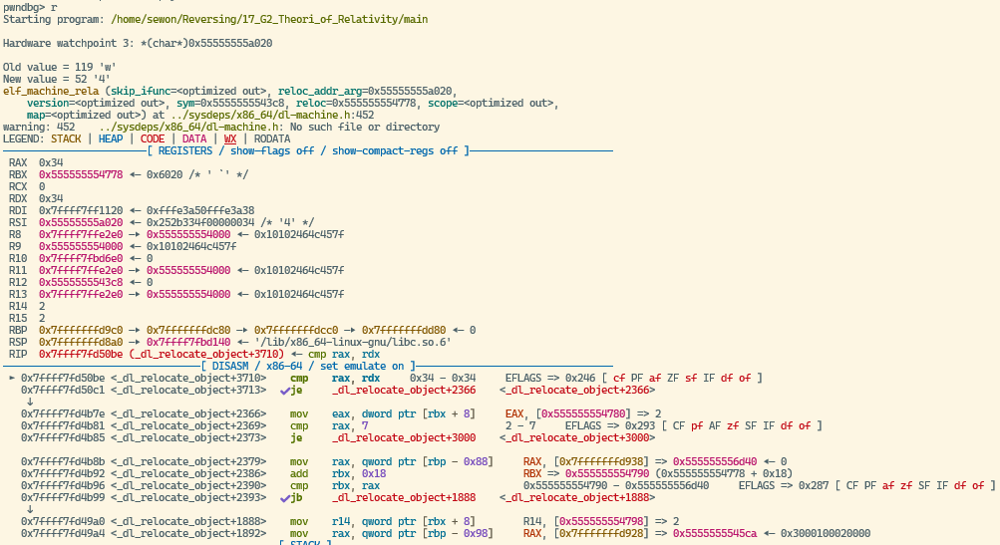 pwndbg> r
Starting program: /home/sewon/Reversing/17_G2_Theori_of_Relativity/main
Hardware watchpoint 3: *(char*)0x55555555a020
Old value = 119 'w'
New value = 52 '4'
elf_machine_rela (skip_ifunc=<optimized out>, reloc_addr_arg=0x55555555a020,
version=<optimized out>, sym=0x5555555543c8, reloc=0x555555554778, scope=<optimized out>,
map=<optimized out>) at ../sysdeps/x86_64/dl-machine.h:452
warning: 452 ../sysdeps/x86_64/dl-machine.h: No such file or directory
LEGEND: STACK | HEAP | CODE | DATA | WX | RODATA
[ REGISTERS / show-flags off / show-compact-regs off ]
RAX 0x34
RBX 0x555555554778 ◂— 0x6020 /* ' `' */
RCX 0
RDX 0x34
RDI 0x7ffff7ff1120 ◂— 0xfffe3a50fffe3a38
RSI 0x55555555a020 ◂— 0x252b334f00000034 /* '4' */
R8 0x7ffff7ffe2e0 —▸ 0x555555554000 ◂— 0x10102464c457f
R9 0x555555554000 ◂— 0x10102464c457f
R10 0x7ffff7fbd6e0 ◂— 0
R11 0x7ffff7ffe2e0 —▸ 0x555555554000 ◂— 0x10102464c457f
R12 0x5555555543c8 ◂— 0
R13 0x7ffff7ffe2e0 —▸ 0x555555554000 ◂— 0x10102464c457f
R14 2
R15 2
RBP 0x7fffffffd9c0 —▸ 0x7fffffffdc80 —▸ 0x7fffffffdcc0 —▸ 0x7fffffffdd80 ◂— 0
RSP 0x7fffffffd8a0 —▸ 0x7ffff7fbd140 ◂— '/lib/x86_64-linux-gnu/libc.so.6'
RIP 0x7ffff7fd50be (_dl_relocate_object+3710) ◂— cmp rax, rdx
[ DISASM / x86-64 / set emulate on ]
► 0x7ffff7fd50be <_dl_relocate_object+3710> cmp rax, rdx 0x34 - 0x34 EFLAGS => 0x246 [ cf PF af ZF sf IF df of ]
0x7ffff7fd50c1 <_dl_relocate_object+3713> ✔je _dl_relocate_object+2366 <_dl_relocate_object+2366>
↓
0x7ffff7fd4b7e <_dl_relocate_object+2366> mov eax, dword ptr [rbx + 8] EAX, [0x555555554780] => 2
0x7ffff7fd4b81 <_dl_relocate_object+2369> cmp rax, 7 2 - 7 EFLAGS => 0x293 [ CF pf AF zf SF IF df of ]
0x7ffff7fd4b85 <_dl_relocate_object+2373> je _dl_relocate_object+3000 <_dl_relocate_object+3000>
0x7ffff7fd4b8b <_dl_relocate_object+2379> mov rax, qword ptr [rbp - 0x88] RAX, [0x7fffffffd938] => 0x555555556d40 ◂— 0
0x7ffff7fd4b92 <_dl_relocate_object+2386> add rbx, 0x18 RBX => 0x555555554790 (0x555555554778 + 0x18)
0x7ffff7fd4b96 <_dl_relocate_object+2390> cmp rbx, rax 0x555555554790 - 0x555555556d40 EFLAGS => 0x287 [ CF PF af zf SF IF df of ]
0x7ffff7fd4b99 <_dl_relocate_object+2393> ✔jb _dl_relocate_object+1888 <_dl_relocate_object+1888>
↓
0x7ffff7fd49a0 <_dl_relocate_object+1888> mov r14, qword ptr [rbx + 8] R14, [0x555555554798] => 2
0x7ffff7fd49a4 <_dl_relocate_object+1892> mov rax, qword ptr [rbp - 0x98] RAX, [0x7fffffffd928] => 0x5555555545ca ◂— 0x3000100020000
[ STACK ]